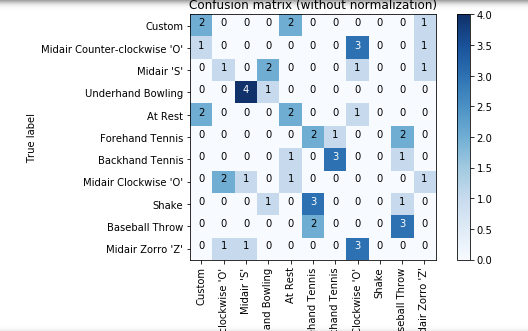 Confusion matrix (without normalization)
True label
Custom 2 0 0 0 2 0 0 0 0 0 1
Midair Counter-clockwise 'O' 1 0 0 0 0 0 0 3 0 0 1
Midair 'S' 0 1 0 2 0 0 0 1 0 0 1
Underhand Bowling 0 0 4 1 0 0 0 0 0 0 0
At Rest 2 0 0 0 2 0 0 1 0 0 0
Forehand Tennis 0 0 0 0 0 2 1 0 0 2 0
Backhand Tennis 0 0 0 0 1 0 3 0 0 1 0
Midair Clockwise 'O' 0 2 1 0 1 0 0 0 0 0 1
Shake 0 0 0 1 0 3 0 0 0 1 0
Baseball Throw 0 0 0 0 0 2 0 0 0 3 0
Midair Zorro 'Z' 0 1 1 0 0 0 0 3 0 0 0
Custom
'O'
Midair 'S'
Bowling
At Rest
Tennis
Tennis
Clockwise 'O'
Shake
Throw
Zorro 'Z'
4.0
3.5
3.0
2.5
2.0
1.5
1.0
0.5
0.0